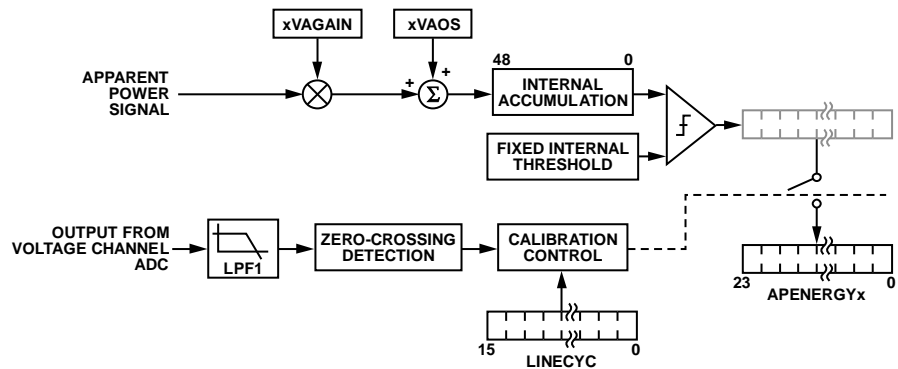 xVAGAIN
xVAOS
APPARENT
POWER
SIGNAL
+
+
Σ
48
0
INTERNAL
ACCUMULATION
FIXED INTERNAL
THRESHOLD
OUTPUT FROM
VOLTAGE CHANNEL
ADC
LPF1
ZERO-CROSSING
DETECTION
CALIBRATION
CONTROL
23
0
APENERGYx
15
0
LINECYC